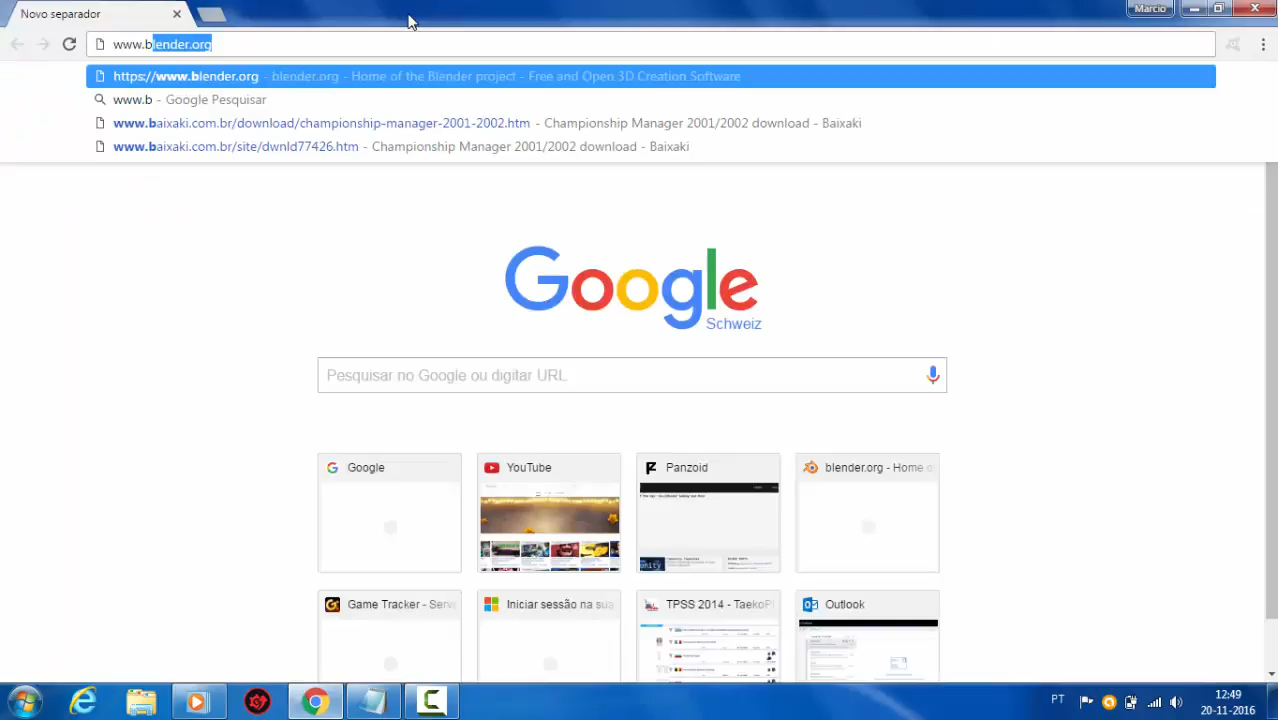 Novo separador
Marcio
www.blender.org
https://www.blender.org - blender.org - Home of the Blender project - Free and Open 3D Creation Software
www.b - Google Pesquisar
www.baixaki.com.br/download/championship-manager-2001-2002.htm - Championship Manager 2001/2002 download - Baixaki
www.baixaki.com.br/site/dwnld77426.htm - Championship Manager 2001/2002 download - Baixaki
Google
Schweiz
Pesquisar no Google ou digitar URL
Google
YouTube
Panzoid
blender.org - Home o
Game Tracker - Serv
Iniciar sessão na sua
TPSS 2014 - TaekoP
Outlook
PT
12:49
20-11-2016